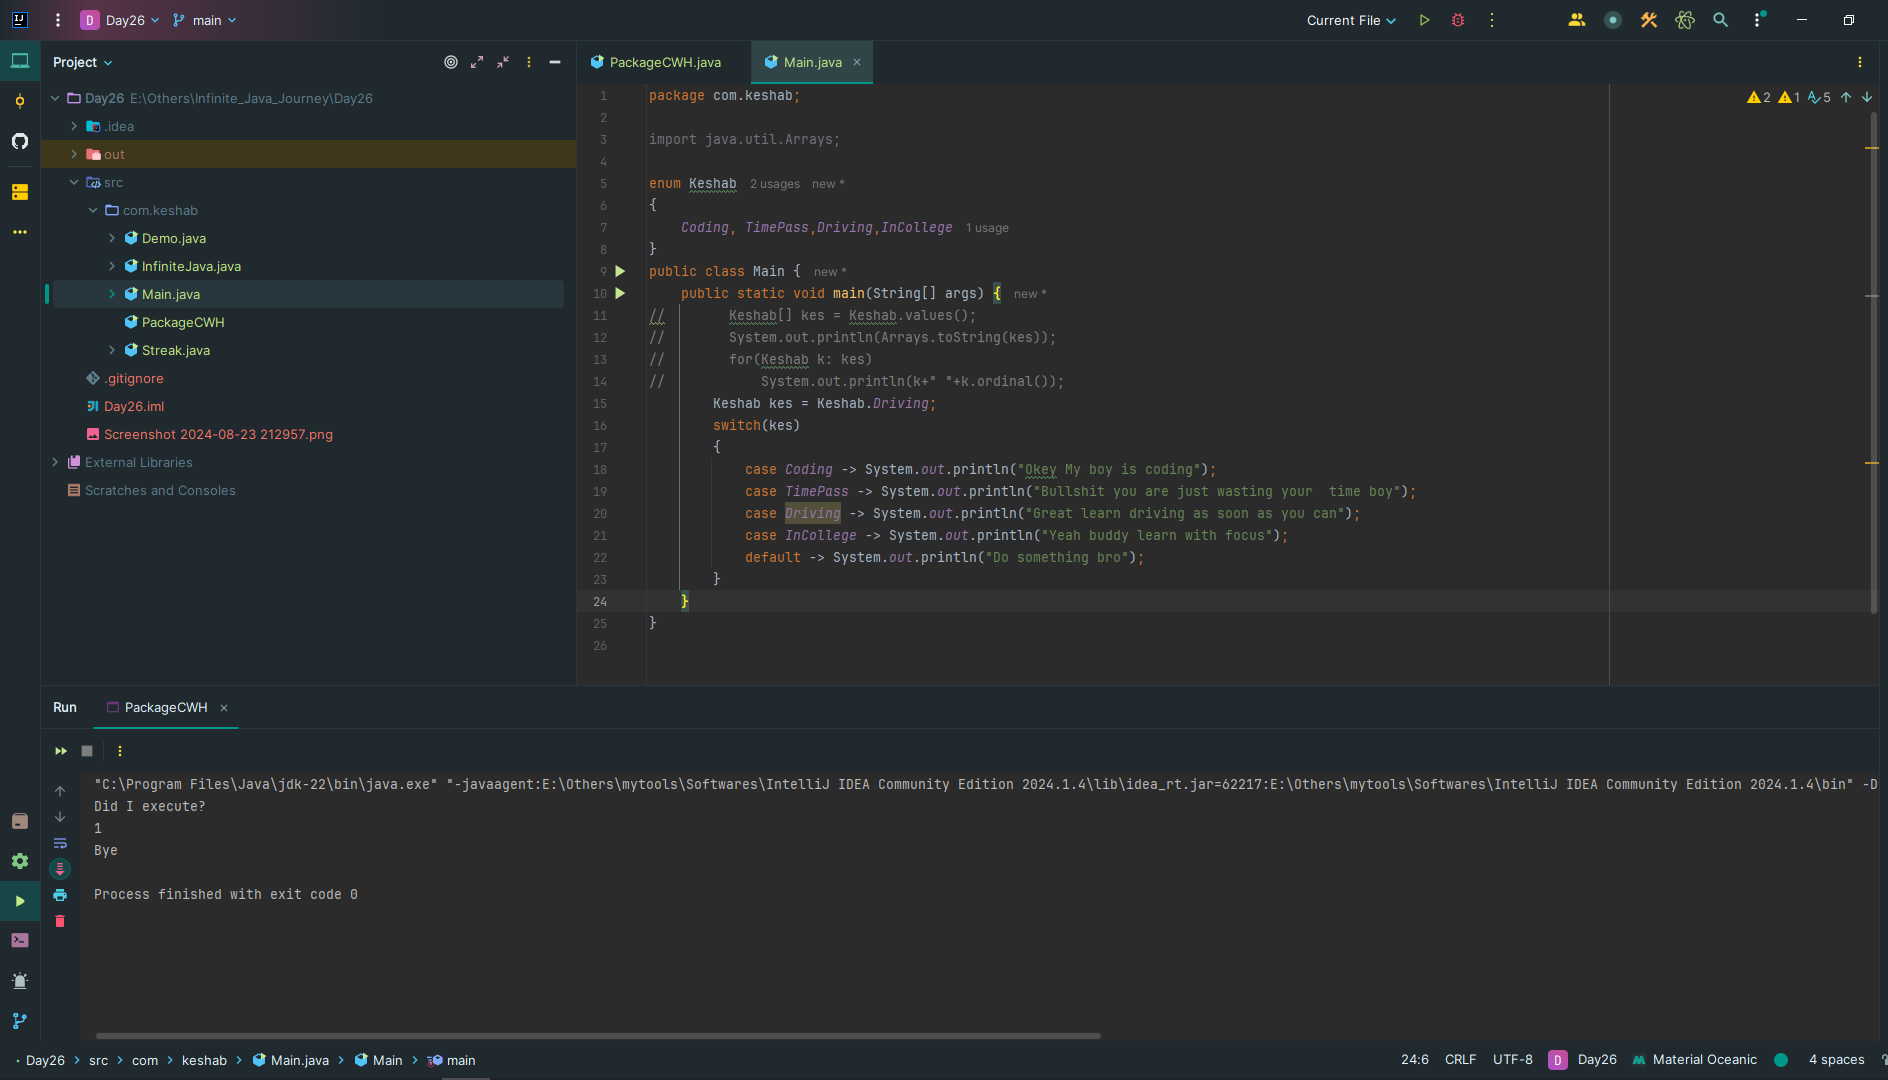 IJ D Day26 main Current File
Project
PackageCWH.java Main.java
Day26 E:\Others\Infinite_Java_Journey\Day26
.idea
out
src
com.keshab
Demo.java
InfiniteJava.java
Main.java
PackageCWH
Streak.java
.gitignore
Day26.iml
Screenshot 2024-08-23 212957.png
External Libraries
Scratches and Consoles
2 1 5
1 package com.keshab;
2
3 import java.util.Arrays;
4
5 enum Keshab 2 usages new *
6 {
7 Coding, TimePass,Driving,InCollege 1 usage
8 }
9 public class Main { new *
10 public static void main(String[] args) { new *
11 // Keshab[] kes = Keshab.values();
12 // System.out.println(Arrays.toString(kes));
13 // for(Keshab k: kes)
14 // System.out.println(k+" "+k.ordinal());
15 Keshab kes = Keshab.Driving;
16 switch(kes)
17 {
18 case Coding -> System.out.println("Okey My boy is coding");
19 case TimePass -> System.out.println("Bullshit you are just wasting your  time boy");
20 case Driving -> System.out.println("Great learn driving as soon as you can");
21 case InCollege -> System.out.println("Yeah buddy learn with focus");
22 default -> System.out.println("Do something bro");
23 }
24 }
25 }
26
Run PackageCWH
"C:\Program Files\Java\jdk-22\bin\java.exe" "-javaagent:E:\Others\mytools\Softwares\IntelliJ IDEA Community Edition 2024.1.4\lib\idea_rt.jar=62217:E:\Others\mytools\Softwares\IntelliJ IDEA Community Edition 2024.1.4\bin" -D
Did I execute?
1
Bye
Process finished with exit code 0
Day26 src com keshab Main.java Main main 24:6 CRLF UTF-8 D Day26 Material Oceanic 4 spaces